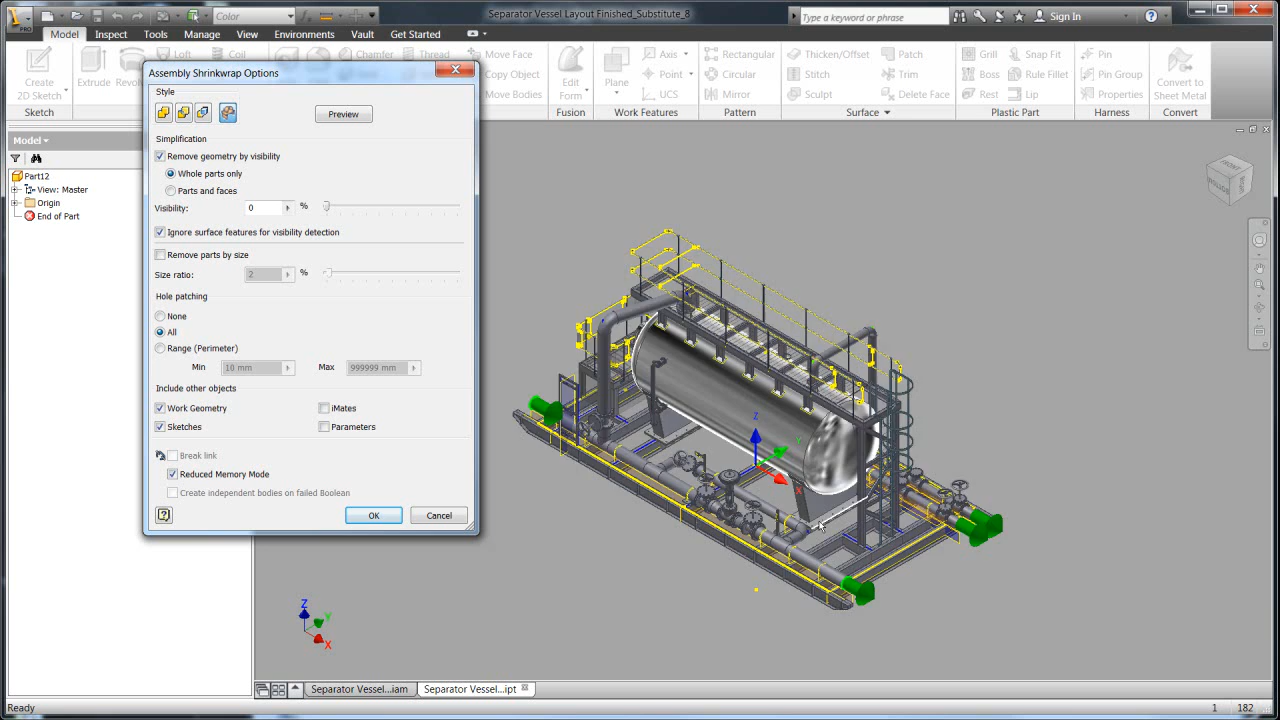 PRO
Color
Separator Vessel Layout Finished_Substitute_8
Type a keyword or phrase
Sign In
Model Inspect Tools Manage View Environments Vault Get Started
Create
2D Sketch
Sketch
Extrude
Loft
Coil
Chamfer
Thread
Move Face
Copy Object
Move Bodies
Edit
Form
Fusion
Plane
Axis
Point
UCS
Work Features
Rectangular
Circular
Mirror
Pattern
Thicken/Offset
Stitch
Sculpt
Patch
Trim
Delete Face
Surface
Grill
Boss
Rest
Snap Fit
Rule Fillet
Lip
Plastic Part
Pin
Pin Group
Properties
Harness
Convert to
Sheet Metal
Convert
Model
Part12
View: Master
Origin
End of Part
Assembly Shrinkwrap Options
Style
Preview
Simplification
Remove geometry by visibility
Whole parts only
Parts and faces
Visibility: 0 %
Ignore surface features for visibility detection
Remove parts by size
Size ratio: 2 %
Hole patching
None
All
Range (Perimeter)
Min 10 mm Max 999999 mm
Include other objects
Work Geometry iMates
Sketches Parameters
Break link
Reduced Memory Mode
Create independent bodies on failed Boolean
OK Cancel
FRONT
Z
Y
X
Z
Y
X
Separator Vessel...iam Separator Vessel...ipt
Ready 1 182